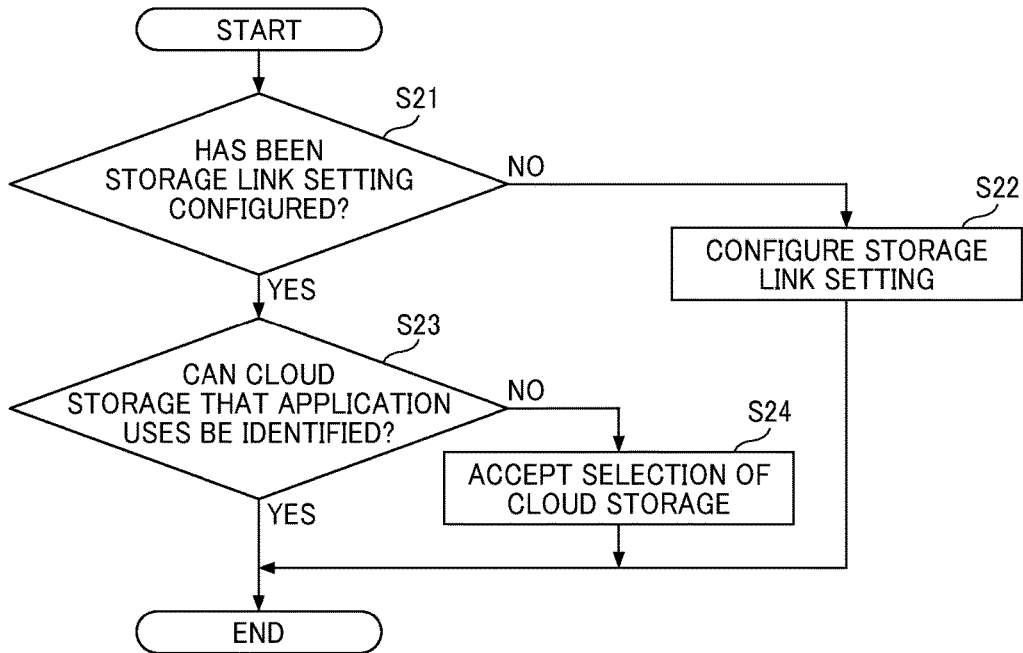 START
S21
HAS BEEN
STORAGE LINK SETTING
CONFIGURED?
NO
S22
CONFIGURE STORAGE
LINK SETTING
YES
S23
CAN CLOUD
STORAGE THAT APPLICATION
USES BE IDENTIFIED?
NO
S24
ACCEPT SELECTION OF
CLOUD STORAGE
YES
END